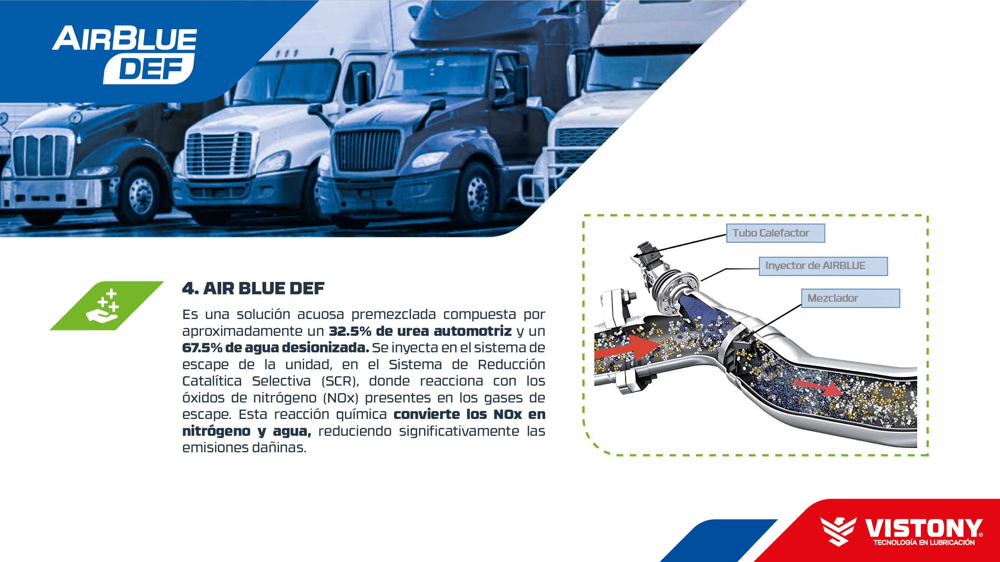 AIRBLUE
DEF
Tubo Calefactor
Inyector de AIRBLUE
Mezclador
4. AIR BLUE DEF
Es una solución acuosa premezclada compuesta por
aproximadamente un 32.5% de urea automotriz y un
67.5% de agua desionizada. Se inyecta en el sistema de
escape de la unidad, en el Sistema de Reducción
Catalítica Selectiva (SCR), donde reacciona con los
óxidos de nitrógeno (NOx) presentes en los gases de
escape. Esta reacción química convierte los NOx en
nitrógeno y agua, reduciendo significativamente las
emisiones dañinas.
VISTONY®
TECNOLOGÍA EN LUBRICACIÓN